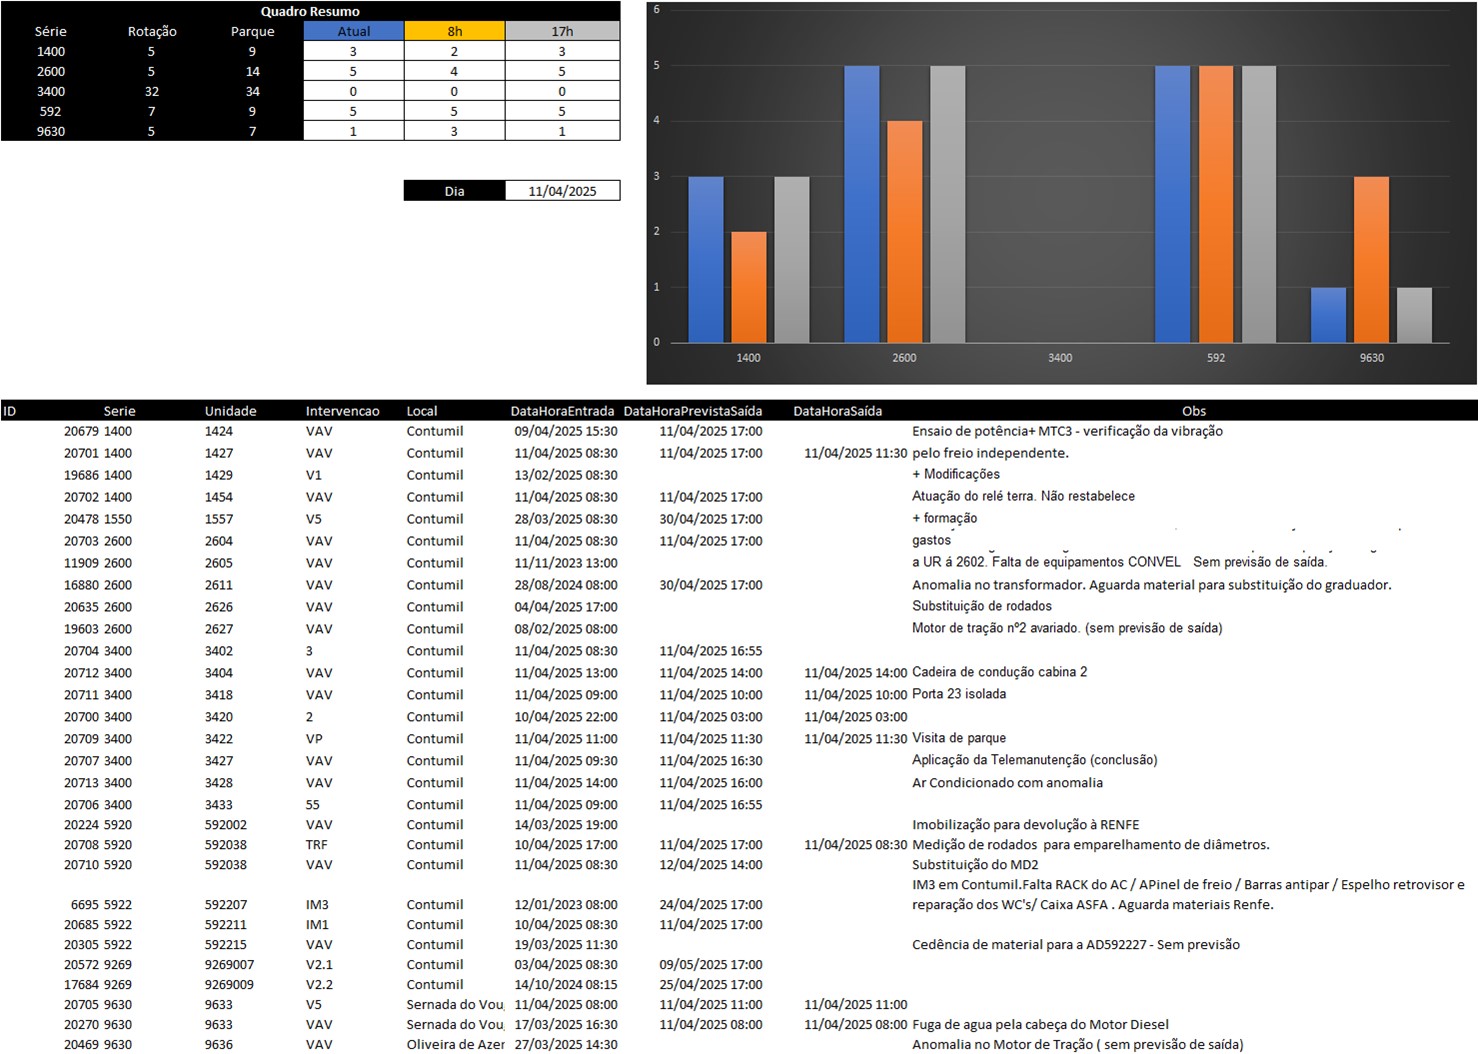 Quadro Resumo
Série Rotação Parque Atual 8h 17h
1400 5 9 3 2 3
2600 5 14 5 4 5
3400 32 34 0 0 0
592 7 9 5 5 5
9630 5 7 1 3 1
Dia 11/04/2025
6
5
4
3
2
1
0
1400 2600 3400 592 9630
ID Serie Unidade Intervencao Local DataHoraEntrada DataHoraPrevistaSaída DataHoraSaída Obs
20679 1400 1424 VAV Contumil 09/04/2025 15:30 11/04/2025 17:00 Ensaio de potência+ MTC3 - verificação da vibração
20701 1400 1427 VAV Contumil 11/04/2025 08:30 11/04/2025 17:00 11/04/2025 11:30 pelo freio independente.
19686 1400 1429 V1 Contumil 13/02/2025 08:30 + Modificações
20702 1400 1454 VAV Contumil 11/04/2025 08:30 11/04/2025 17:00 Atuação do relé terra. Não restabelece
20478 1550 1557 V5 Contumil 28/03/2025 08:30 30/04/2025 17:00 + formação
20703 2600 2604 VAV Contumil 11/04/2025 08:30 11/04/2025 17:00 gastos
11909 2600 2605 VAV Contumil 11/11/2023 13:00 a UR á 2602. Falta de equipamentos CONVEL Sem previsão de saída.
16880 2600 2611 VAV Contumil 28/08/2024 08:00 30/04/2025 17:00 Anomalia no transformador. Aguarda material para substituição do graduador.
20635 2600 2626 VAV Contumil 04/04/2025 17:00 Substituição de rodados
19603 2600 2627 VAV Contumil 08/02/2025 08:00 Motor de tração nº2 avariado. (sem previsão de saída)
20704 3400 3402 3 Contumil 11/04/2025 08:30 11/04/2025 16:55
20712 3400 3404 VAV Contumil 11/04/2025 13:00 11/04/2025 14:00 11/04/2025 14:00 Cadeira de condução cabina 2
20711 3400 3418 VAV Contumil 11/04/2025 09:00 11/04/2025 10:00 11/04/2025 10:00 Porta 23 isolada
20700 3400 3420 2 Contumil 10/04/2025 22:00 11/04/2025 03:00 11/04/2025 03:00
20709 3400 3422 VP Contumil 11/04/2025 11:00 11/04/2025 11:30 11/04/2025 11:30 Visita de parque
20707 3400 3427 VAV Contumil 11/04/2025 09:30 11/04/2025 16:30 Aplicação da Telemanutenção (conclusão)
20713 3400 3428 VAV Contumil 11/04/2025 14:00 11/04/2025 16:00 Ar Condicionado com anomalia
20706 3400 3433 55 Contumil 11/04/2025 09:00 11/04/2025 16:55
20224 5920 592002 VAV Contumil 14/03/2025 19:00 Imobilização para devolução à RENFE
20708 5920 592038 TRF Contumil 10/04/2025 17:00 11/04/2025 17:00 11/04/2025 08:30 Medição de rodados para emparelhamento de diâmetros.
20710 5920 592038 VAV Contumil 11/04/2025 08:30 12/04/2025 14:00 Substituição do MD2
IM3 em Contumil.Falta RACK do AC / APinel de freio / Barras antipar / Espelho retrovisor e
6695 5922 592207 IM3 Contumil 12/01/2023 08:00 24/04/2025 17:00 reparação dos WC's/ Caixa ASFA . Aguarda materiais Renfe.
20685 5922 592211 IM1 Contumil 10/04/2025 08:30 11/04/2025 17:00
20305 5922 592215 VAV Contumil 19/03/2025 11:30 Cedência de material para a AD592227 - Sem previsão
20572 9269 9269007 V2.1 Contumil 03/04/2025 08:30 09/05/2025 17:00
17684 9269 9269009 V2.2 Contumil 14/10/2024 08:15 25/04/2025 17:00
20705 9630 9633 V5 Sernada do Vou 11/04/2025 08:00 11/04/2025 11:00 11/04/2025 11:00
20270 9630 9633 VAV Sernada do Vou 17/03/2025 16:30 11/04/2025 08:00 11/04/2025 08:00 Fuga de agua pela cabeça do Motor Diesel
20469 9630 9636 VAV Oliveira de Azer 27/03/2025 14:30 Anomalia no Motor de Tração ( sem previsão de saída)